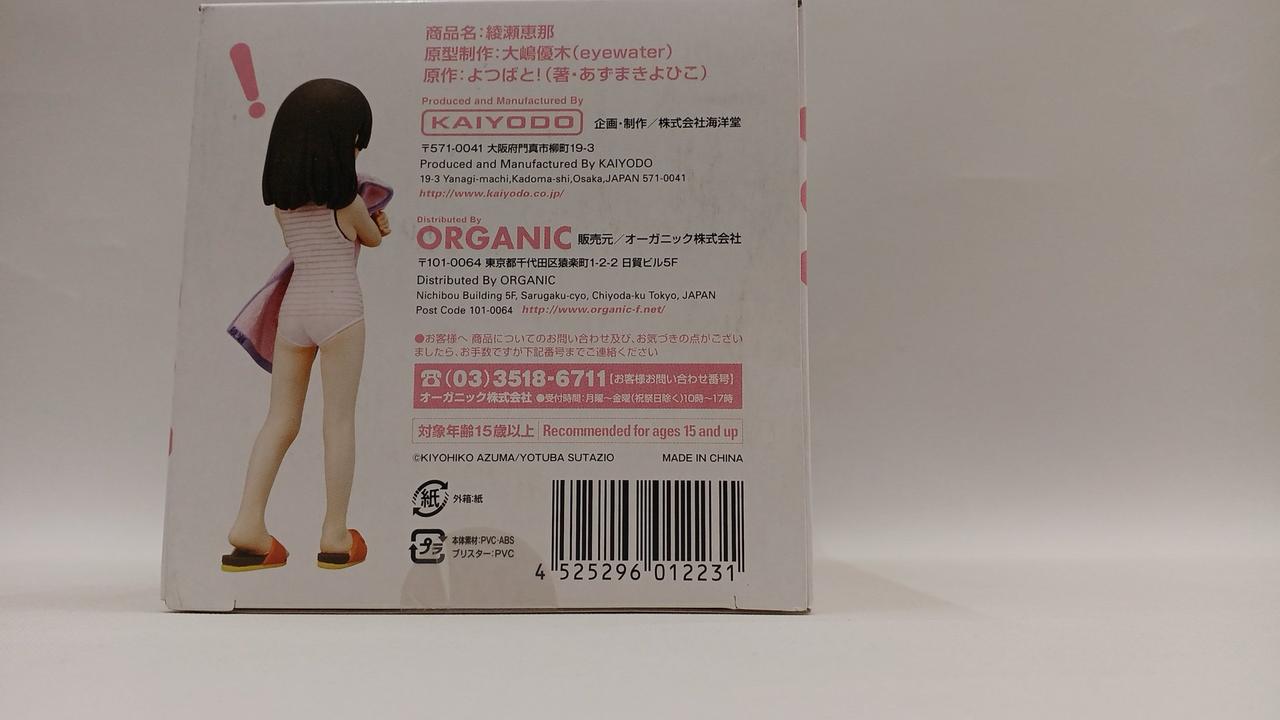 商品名:綾瀬恵那
原型制作:大嶋優木(eyewater)
原作:よつばと!(著・あずまきよひこ)
Produced and Manufactured By
KAIYODO 企画・制作/株式会社海洋堂
〒571-0041 大阪府門真市柳町19-3
Produced and Manufactured By KAIYODO
19-3 Yanagi-machi,Kadoma-shi,Osaka,JAPAN 571-0041
http://www.kaiyodo.co.jp/
Distributed By
ORGANIC 販売元/オーガニック株式会社
〒101-0064 東京都千代田区猿楽町1-2-2 日貿ビル5F
Distributed By ORGANIC
Nichibou Building 5F, Sarugaku-cyo, Chiyoda-ku Tokyo, JAPAN
Post Code 101-0064 http://www.organic-f.net/
●お客様へ 商品についてのお問い合わせ及び、お気づきの点がござい
ましたら、お手数ですが下記番号までご連絡ください
☎(03)3518-6711【お客様お問い合わせ番号】
オーガニック株式会社 ●受付時間:月曜〜金曜(祝祭日除く)10時〜17時
対象年齢15歳以上 Recommended for ages 15 and up
©KIYOHIKO AZUMA/YOTUBA SUTAZIO MADE IN CHINA
紙 外箱:紙
プラ 本体素材:PVC・ABS
ブリスター:PVC
4 525296 012231